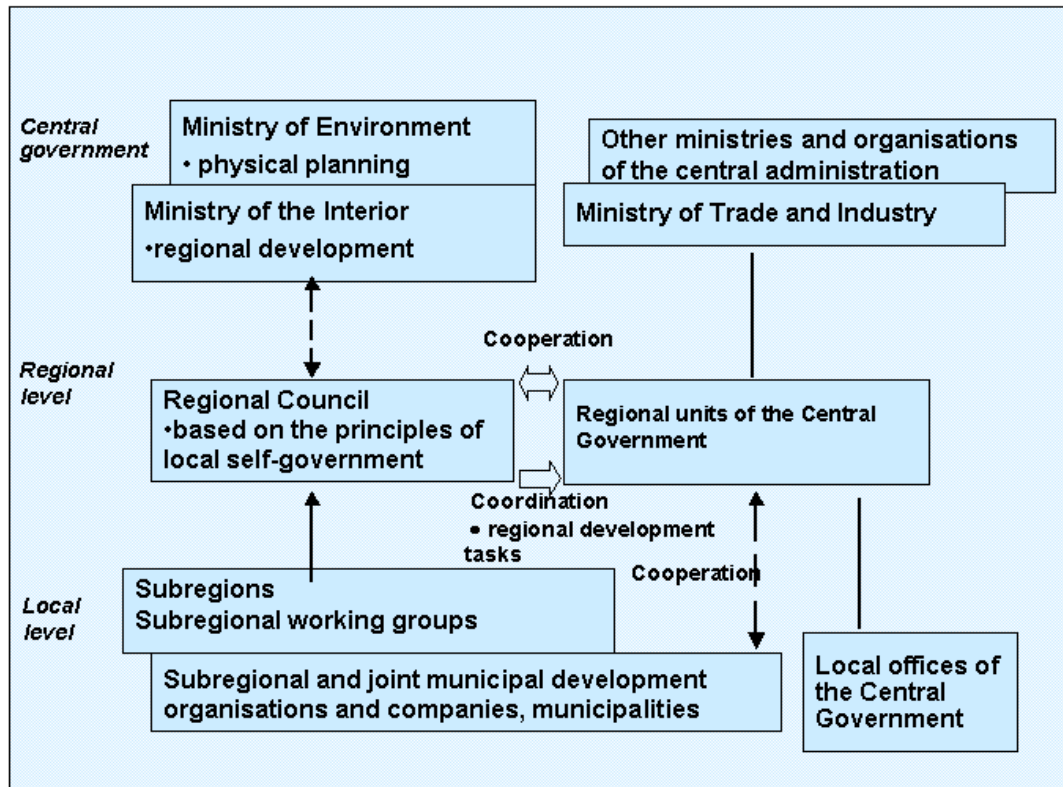 Central
government
Ministry of Environment
• physical planning
Ministry of the Interior
•regional development
Other ministries and organisations
of the central administration
Ministry of Trade and Industry
Cooperation
Regional
level
Regional Council
•based on the principles of
local self-government
Regional units of the Central
Government
Coordination
• regional development
tasks
Cooperation
Local
level
Subregions
Subregional working groups
Subregional and joint municipal development
organisations and companies, municipalities
Local offices of
the Central
Government